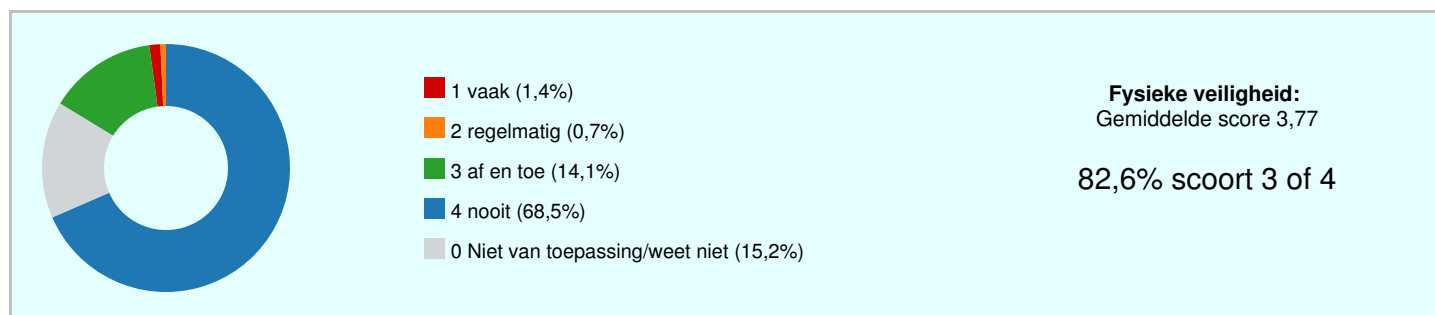 1 vaak (1,4%)
2 regelmatig (0,7%)
3 af en toe (14,1%)
4 nooit (68,5%)
0 Niet van toepassing/weet niet (15,2%)
Fysieke veiligheid:
Gemiddelde score 3,77
82,6% scoort 3 of 4